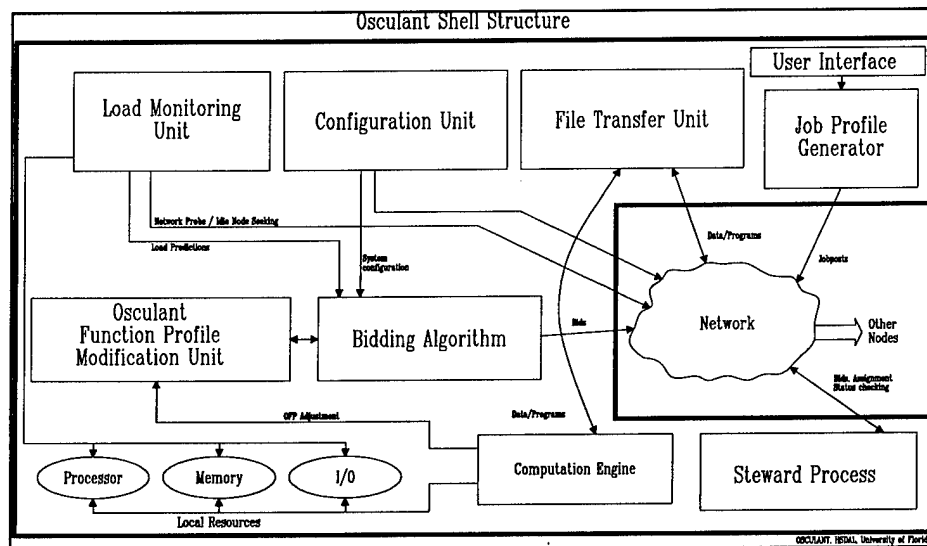 Osculant Shell Structure
User Interface
Load Monitoring
Unit
Configuration Unit
File Transfer Unit
Job Profile
Generator
Network Probe / Idle Node Seeking
Load Predictions
System
configuration
Data/Programs
Jobposts
Osculant
Function Profile
Modification Unit
Bidding Algorithm
Bids
Network
Other
Nodes
Bids, Assignment
Status checking
OFP Adjustment
Data/Programs
Processor
Memory
I/O
Computation Engine
Steward Process
Local Resources
OSCULANT, HSDAL, University of Florid